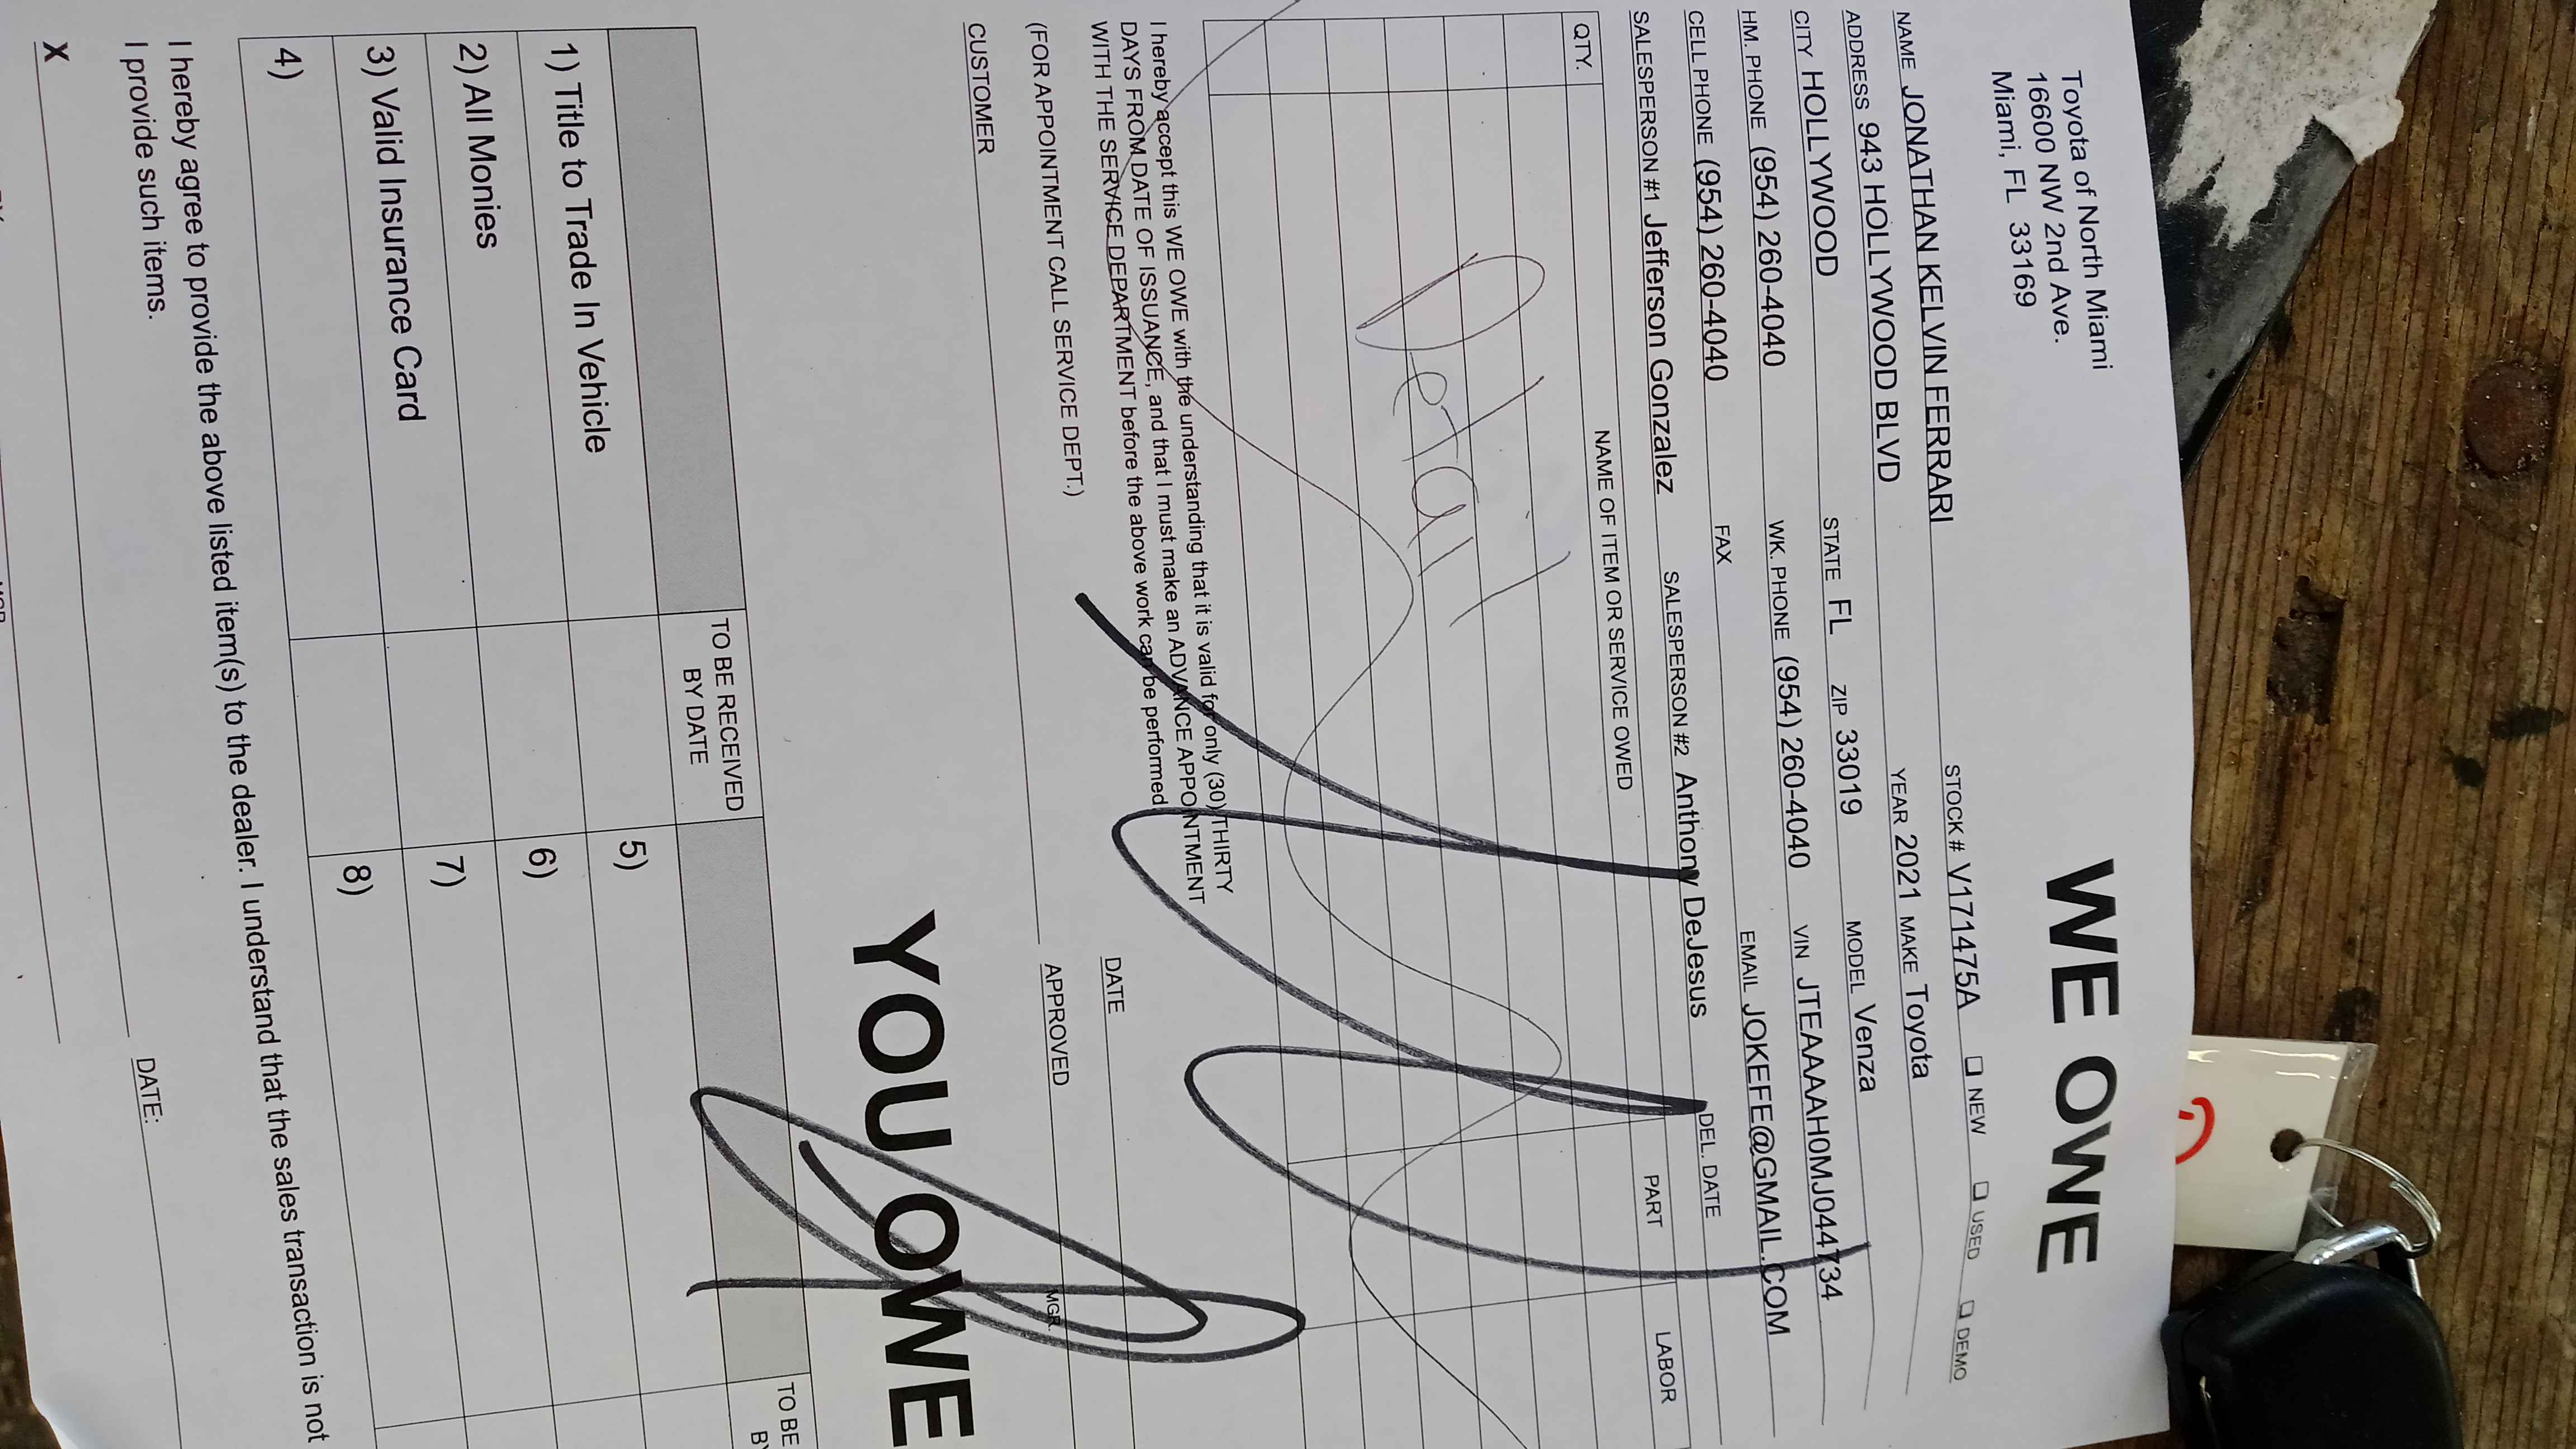 Toyota of North Miami
16600 NW 2nd Ave.
Miami, FL 33169
WE OWE
STOCK # V171475A ☐ NEW ☐ USED ☐ DEMO
NAME JONATHAN KELVIN FERRARI
YEAR 2021 MAKE Toyota
ADDRESS 943 HOLLYWOOD BLVD
MODEL Venza
CITY HOLLYWOOD STATE FL ZIP 33019
VIN JTEAAAAH0MJ044734
HM. PHONE (954) 260-4040 WK. PHONE (954) 260-4040
EMAIL JOKEFE@GMAIL.COM
CELL PHONE (954) 260-4040 FAX
SALESPERSON #1 Jefferson Gonzalez SALESPERSON #2 Anthony DeJesus DEL. DATE
QTY. NAME OF ITEM OR SERVICE OWED PART LABOR
Detail
I hereby accept this WE OWE with the understanding that it is valid for only (30) THIRTY
DAYS FROM DATE OF ISSUANCE, and that I must make an ADVANCE APPOINTMENT
WITH THE SERVICE DEPARTMENT before the above work can be performed
DATE
(FOR APPOINTMENT CALL SERVICE DEPT.)
APPROVED MGR.
CUSTOMER
YOU OWE
TO BE RECEIVED
BY DATE
TO BE
1) Title to Trade In Vehicle 5)
2) All Monies 6)
3) Valid Insurance Card 7)
4) 8)
I hereby agree to provide the above listed item(s) to the dealer. I understand that the sales transaction is not
I provide such items.
X DATE: